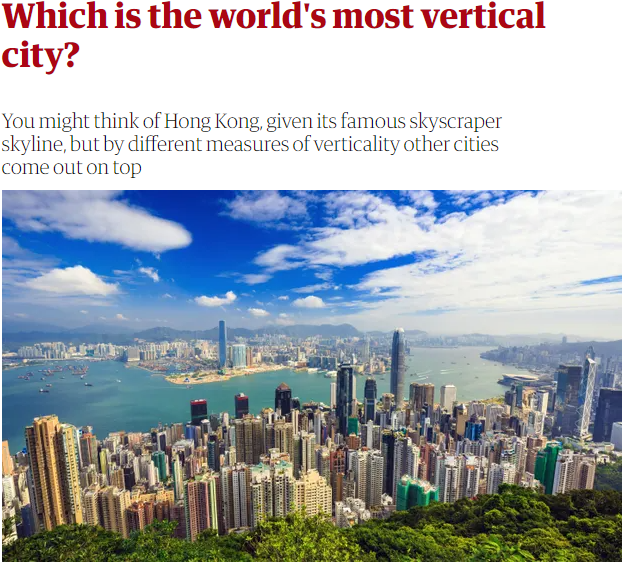 Which is the world's most vertical
city?
You might think of Hong Kong, given its famous skyscraper
skyline, but by different measures of verticality other cities
come out on top